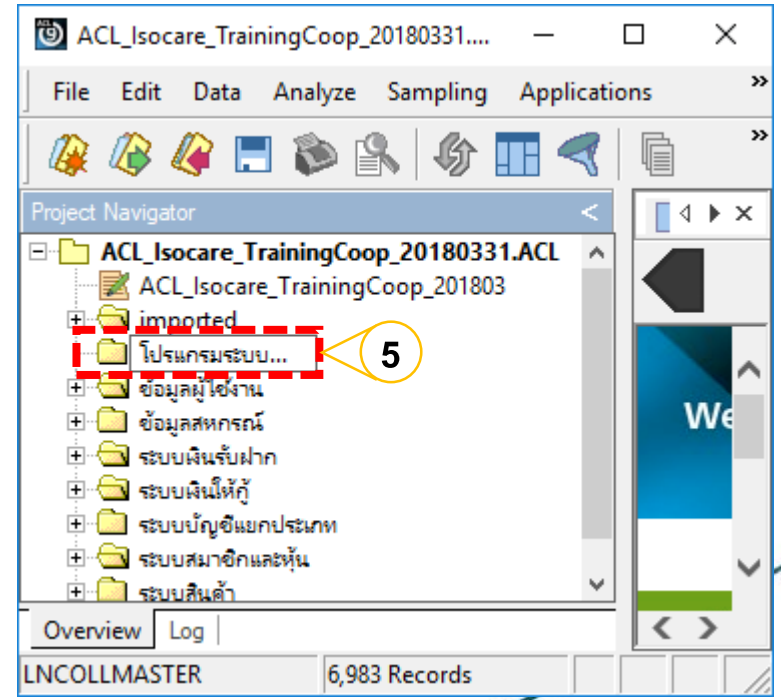 ACL_Isocare_TrainingCoop_20180331....
File Edit Data Analyze Sampling Applications »
»
Project Navigator <
ACL_Isocare_TrainingCoop_20180331.ACL
ACL_Isocare_TrainingCoop_201803
imported
โปรแกรมระบบ...
5
ข้อมูลผู้ใช้งาน
ข้อมูลสหกรณ์
ระบบเงินรับฝาก
ระบบเงินให้กู้
ระบบบัญชีแยกประเภท
ระบบสมาชิกและหุ้น
ระบบสินค้า
We
Overview Log
LNCOLLMASTER 6,983 Records